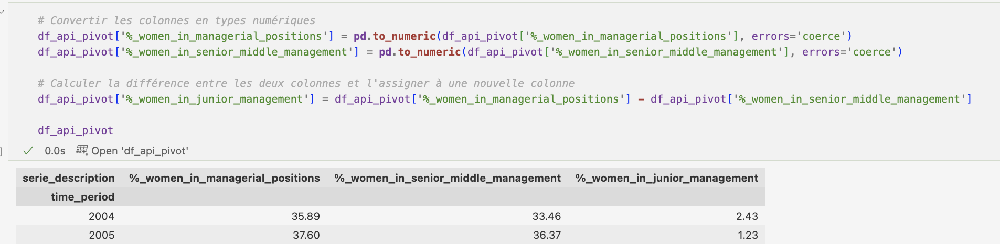 # Convertir les colonnes en types numériques
df_api_pivot['%_women_in_managerial_positions'] = pd.to_numeric(df_api_pivot['%_women_in_managerial_positions'], errors='coerce')
df_api_pivot['%_women_in_senior_middle_management'] = pd.to_numeric(df_api_pivot['%_women_in_senior_middle_management'], errors='coerce')
# Calculer la différence entre les deux colonnes et l'assigner à une nouvelle colonne
df_api_pivot['%_women_in_junior_management'] = df_api_pivot['%_women_in_managerial_positions'] - df_api_pivot['%_women_in_senior_middle_management']
df_api_pivot
] ✓ 0.0s Open 'df_api_pivot'
serie_description %_women_in_managerial_positions %_women_in_senior_middle_management %_women_in_junior_management
time_period
2004 35.89 33.46 2.43
2005 37.60 36.37 1.23